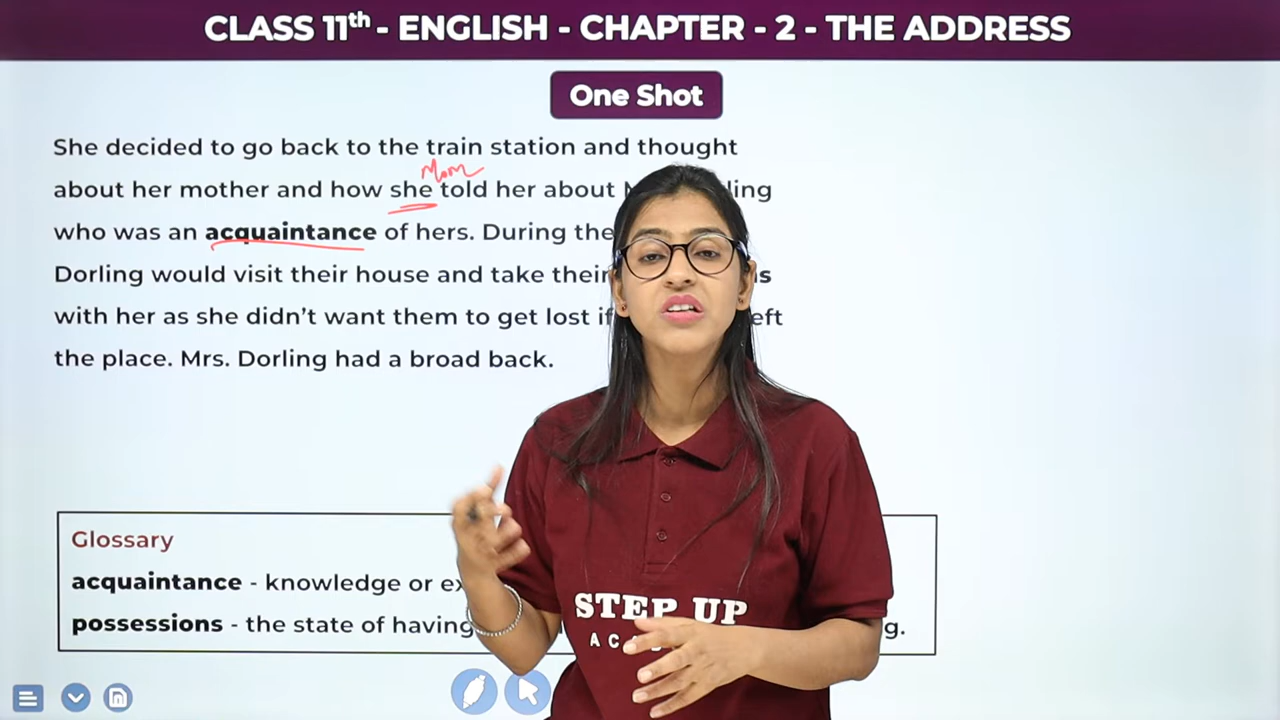 CLASS 11th - ENGLISH - CHAPTER - 2 - THE ADDRESS
One Shot
She decided to go back to the train station and thought
Mom
about her mother and how she told her about
who was an acquaintance of hers. During the
Dorling would visit their house and take their
with her as she didn't want them to get lost if
the place. Mrs. Dorling had a broad back.
Glossary
acquaintance - knowledge or
possessions - the state of having
STEP UP